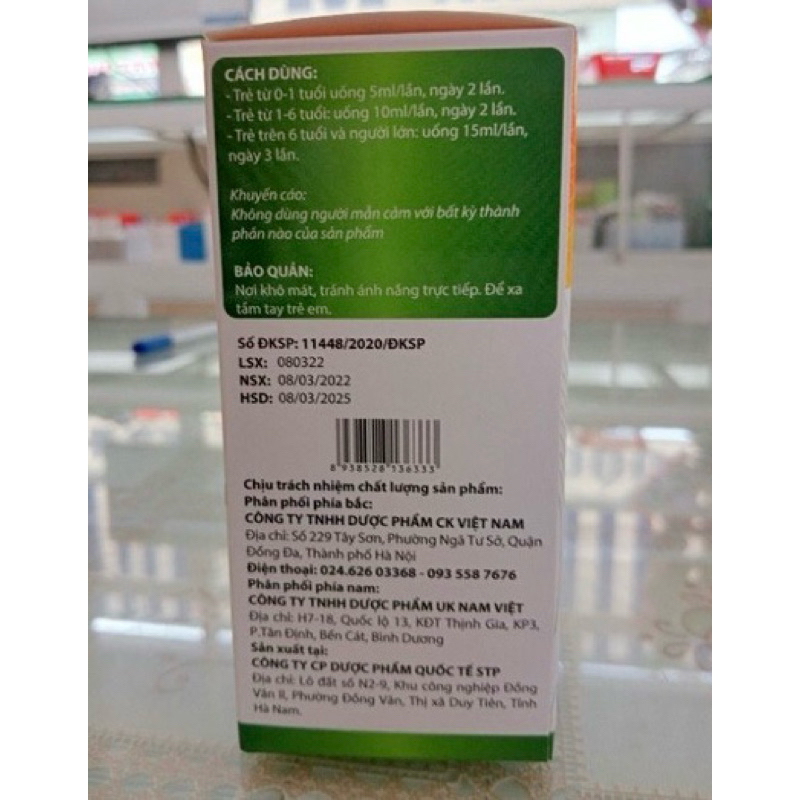 CÁCH DÙNG:
- Trẻ từ 0-1 tuổi uống 5ml/lần, ngày 2 lần.
- Trẻ từ 1-6 tuổi: uống 10ml/lần, ngày 2 lần.
- Trẻ trên 6 tuổi và người lớn: uống 15ml/lần,
ngày 3 lần.
Khuyến cáo:
Không dùng người mẫn cảm với bất kỳ thành
phần nào của sản phẩm
BẢO QUẢN:
Nơi khô mát, tránh ánh nắng trực tiếp. Để xa
tầm tay trẻ em.
Số ĐKSP: 11448/2020/ĐKSP
LSX: 080322
NSX: 08/03/2022
HSD: 08/03/2025
8 938528 136333
Chịu trách nhiệm chất lượng sản phẩm:
Phân phối phía bắc:
CÔNG TY TNHH DƯỢC PHẨM CK VIỆT NAM
Địa chỉ: Số 229 Tây Sơn, Phường Ngã Tư Sở, Quận
Đống Đa, Thành phố Hà Nội
Điện thoại: 024.626 03368 - 093 558 7676
Phân phối phía nam:
CÔNG TY TNHH DƯỢC PHẨM UK NAM VIỆT
Địa chỉ: H7-18, Quốc lộ 13, KĐT Thịnh Gia, KP3,
P.Tân Định, Bến Cát, Bình Dương
Sản xuất tại:
CÔNG TY CP DƯỢC PHẨM QUỐC TẾ STP
Địa chỉ: Lô đất số N2-9, Khu công nghiệp Đồng
Văn II, Phường Đồng Văn, Thị xã Duy Tiên, Tỉnh
Hà Nam.